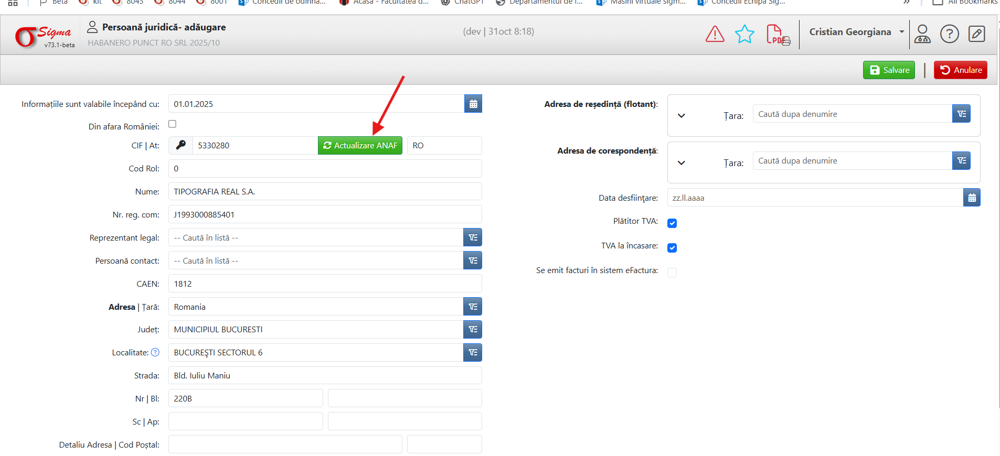 Beta
kit
8043
8044
8001
Concedii de odihna...
Acasă - Facultatea d...
ChatGPT
Departamentul de I...
Masini virtuale sigm...
Concedii Echipa Sig...
»
All Bookmarks
Sigma
v73.1-beta
Persoană juridică- adăugare
HABANERO PUNCT RO SRL 2025/10
(dev | 31oct 8:18)
PDF
Cristian Georgiana
Salvare
|
Anulare
Informațiile sunt valabile începând cu: 01.01.2025
Din afara României:
CIF | At: 5330280 Actualizare ANAF RO
Cod Rol: 0
Nume: TIPOGRAFIA REAL S.A.
Nr. reg. com: J1993000885401
Reprezentant legal: -- Caută în listă --
Persoană contact: -- Caută în listă --
CAEN: 1812
Adresa | Țară: Romania
Județ: MUNICIPIUL BUCURESTI
Localitate: ? BUCUREŞTI SECTORUL 6
Strada: Bld. Iuliu Maniu
Nr | Bl: 220B
Sc | Ap:
Detaliu Adresa | Cod Poștal:
Adresa de reședință (flotant): Țara: Caută dupa denumire
Adresa de corespondență: Țara: Caută dupa denumire
Data desființare: zz.ll.aaaa
Plătitor TVA:
TVA la încasare:
Se emit facturi în sistem eFactura: